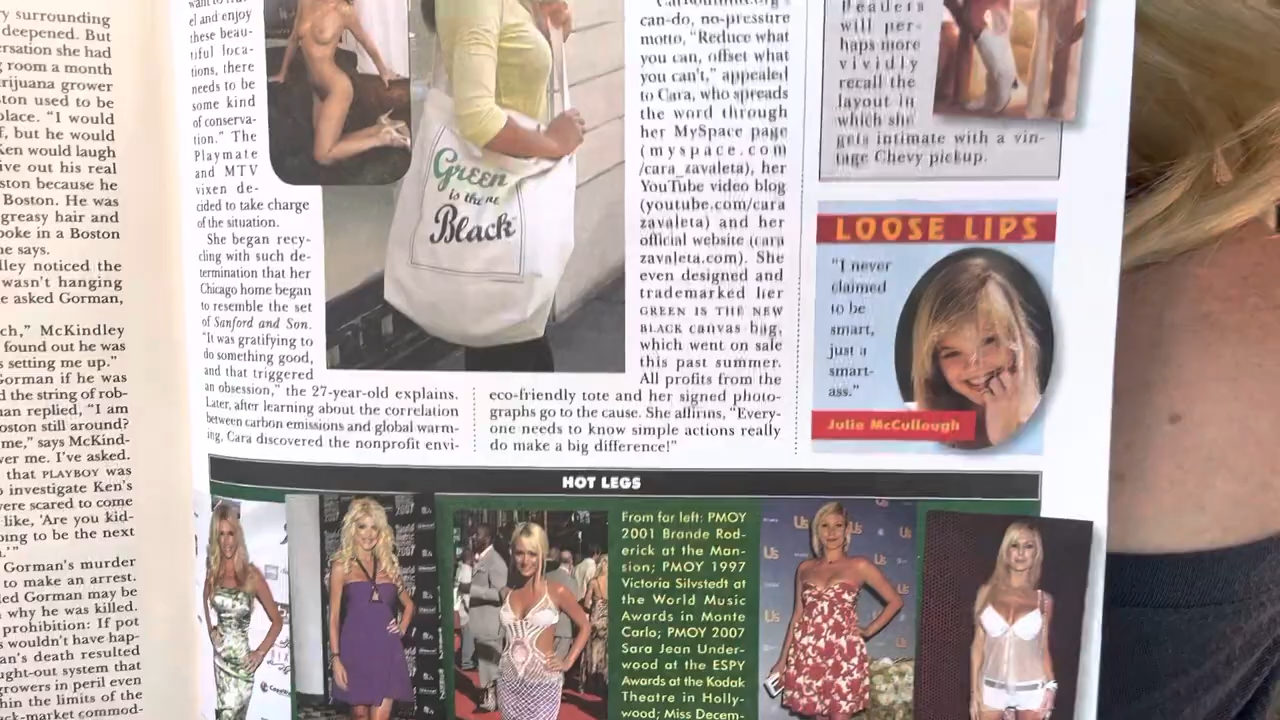 ry surrounding
deepened. But
ersation she had
room a month
rijuana grower
ton used to be
place. "I would
f, but he would
Ken would laugh
ive out his real
ston because he
Boston. He was
greasy hair and
poke in a Boston
he says.
lley noticed the
wasn't hanging
e asked Gorman,
ch," McKindley
found out he was
s setting me up."
Gorman if he was
d the string of rob-
man replied, "I am
oston still around?
me," says McKind-
ver me. I've asked.
that PLAYBOY was
o investigate Ken's
were scared to come
like, 'Are you kid-
oing to be the next
Gorman's murder
to make an arrest.
led Gorman may be
why he was killed.
prohibition: If pot
s wouldn't have hap-
an's death resulted
ught-out system that
growers in peril even
hin the limits of the
ack-market commod-
el and enjoy
these beau-
tiful loca-
tions, there
needs to be
some kind
of conserva-
tion." The
Playmate
and MTV
vixen de-
cided to take charge
of the situation.
She began recy-
cling with such de-
termination that her
Chicago home began
to resemble the set
of Sanford and Son.
"It was gratifying to
do something good,
and that triggered
an obsession," the 27-year-old explains.
Later, after learning about the correlation
between carbon emissions and global warm-
ing, Cara discovered the nonprofit envi-
Green
is the
Black
can-do, no-pressure
motto, "Reduce what
you can, offset what
you can't," appealed
to Cara, who spreads
the word through
her MySpace page
(myspace.com
/cara_zavaleta), her
YouTube video blog
(youtube.com/cara
zavaleta) and her
official website (cara
zavaleta.com). She
even designed and
trademarked her
GREEN IS THE NEW
BLACK canvas bag,
which went on sale
this past summer.
All profits from the
eco-friendly tote and her signed photo-
graphs go to the cause. She affirms, "Every-
one needs to know simple actions really
do make a big difference!"
Readers
will per-
haps more
vividly
recall the
layout in
which she
gets intimate with a vin-
tage Chevy pickup.
LOOSE LIPS
"I never
claimed
to be
smart,
just a
smart-
ass."
Julie McCullough
HOT LEGS
From far left: PMOY
2001 Brande Rod-
erick at the Man-
sion; PMOY 1997
Victoria Silvstedt at
the World Music
Awards in Monte
Carlo; PMOY 2007
Sara Jean Under-
wood at the ESPY
Awards at the Kodak
Theatre in Holly-
wood; Miss Decem-
2007
2007
Us
Us
Us
Us